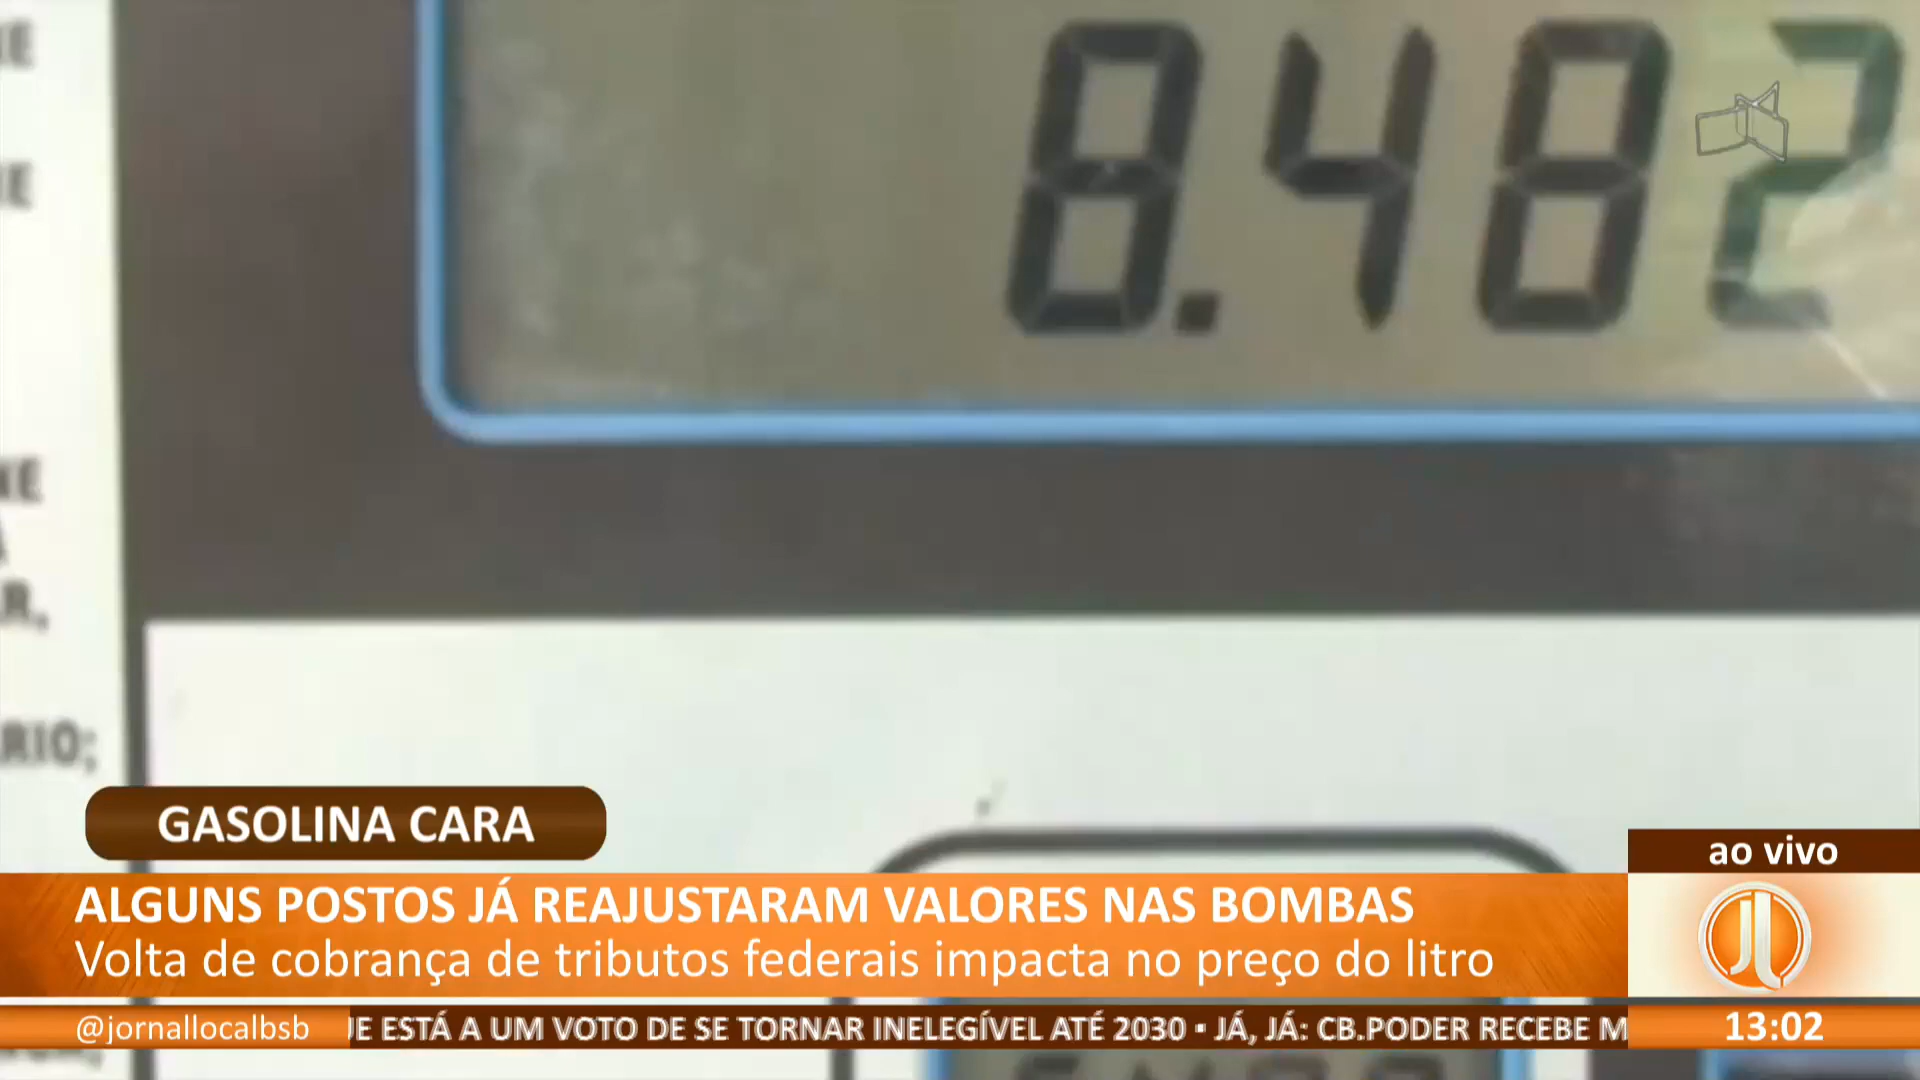 8.482
RIO;
GASOLINA CARA
ao vivo
ALGUNS POSTOS JÁ REAJUSTARAM VALORES NAS BOMBAS
Volta de cobrança de tributos federais impacta no preço do litro
JL
@jornallocalbsb
E ESTÁ A UM VOTO DE SE TORNAR INELEGÍVEL ATÉ 2030 ▪ JÁ, JÁ: CB.PODER RECEBE M
13:02